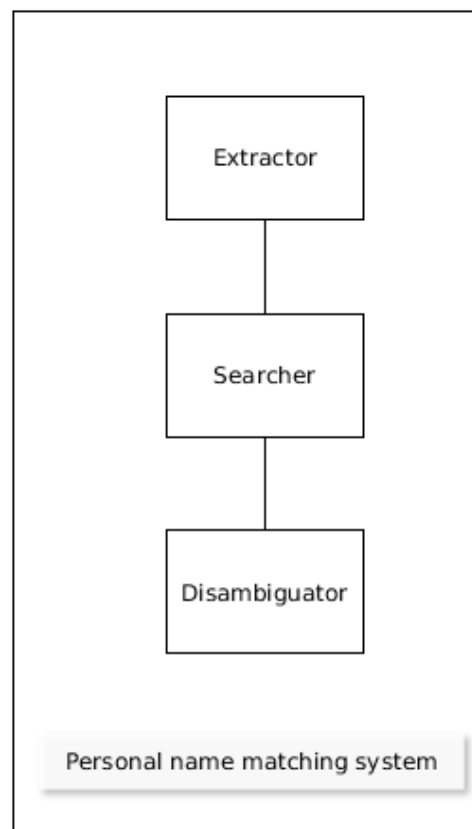 Extractor
Searcher
Disambiguator
Personal name matching system